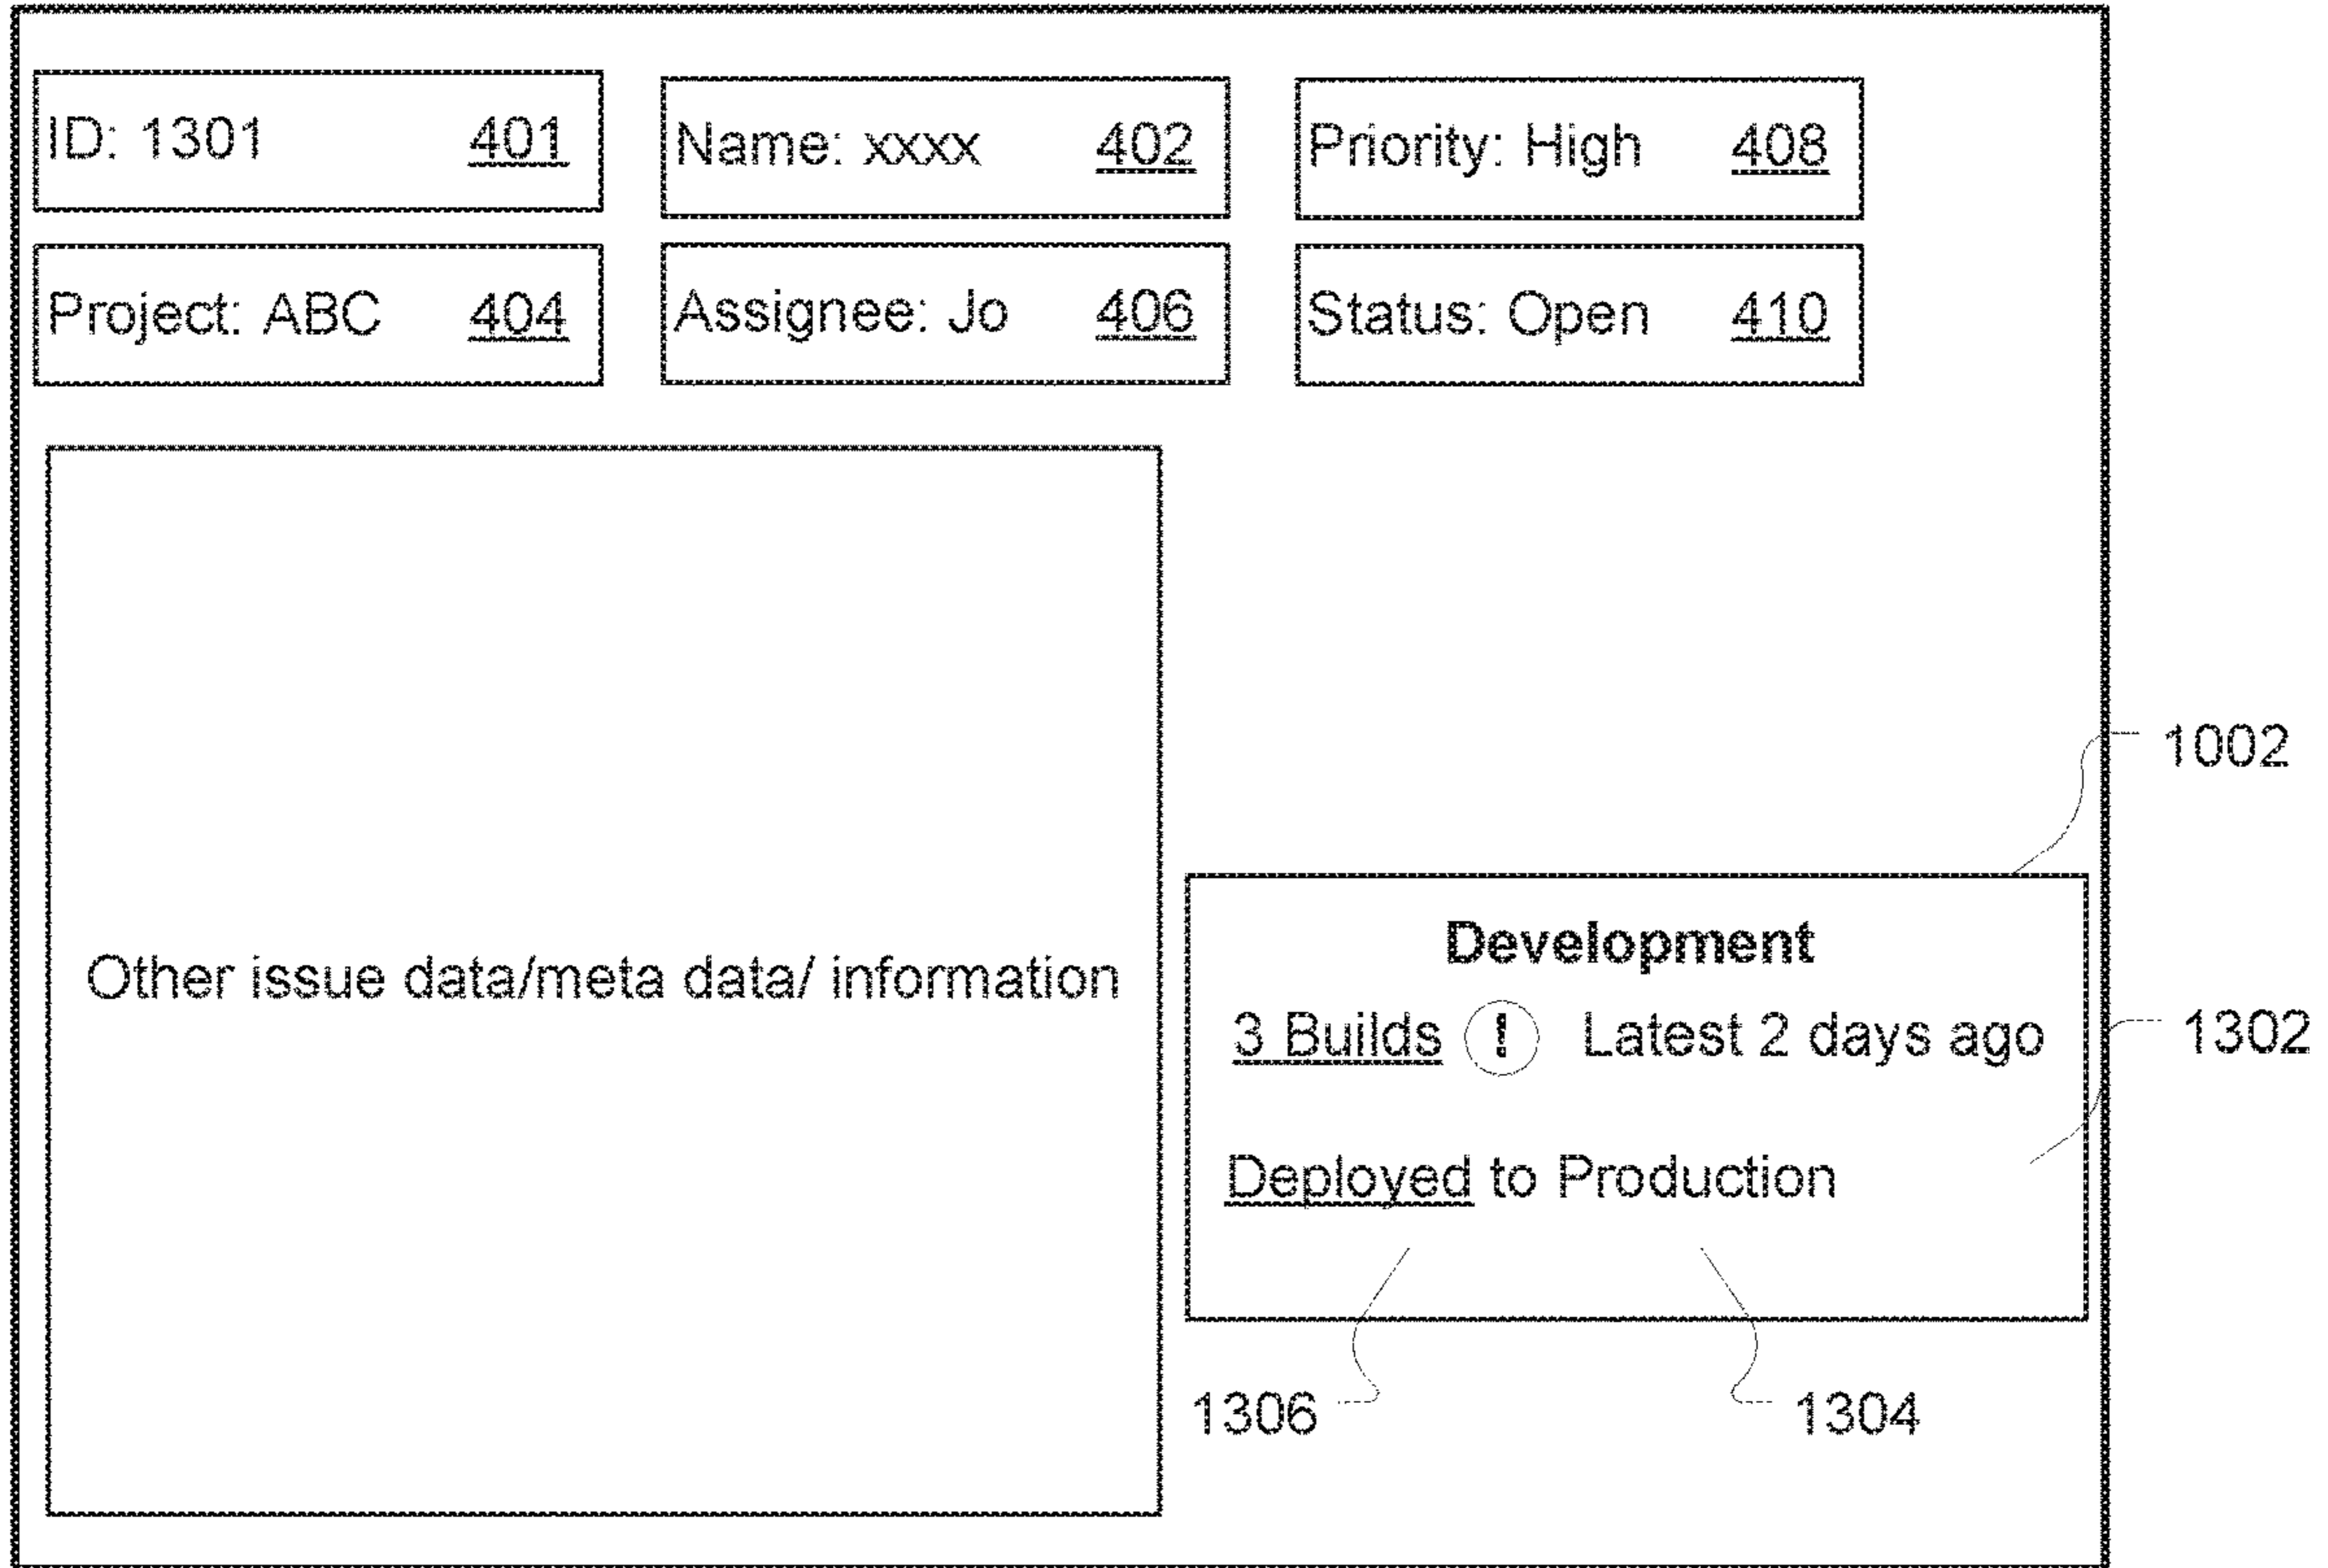 ID: 1301 401
Name: xxxx 402
Priority: High 408
Project: ABC 404
Assignee: Jo 406
Status: Open 410
1002
Other issue data/meta data/ information
Development
3 Builds ! Latest 2 days ago
1302
Deployed to Production
1306
1304